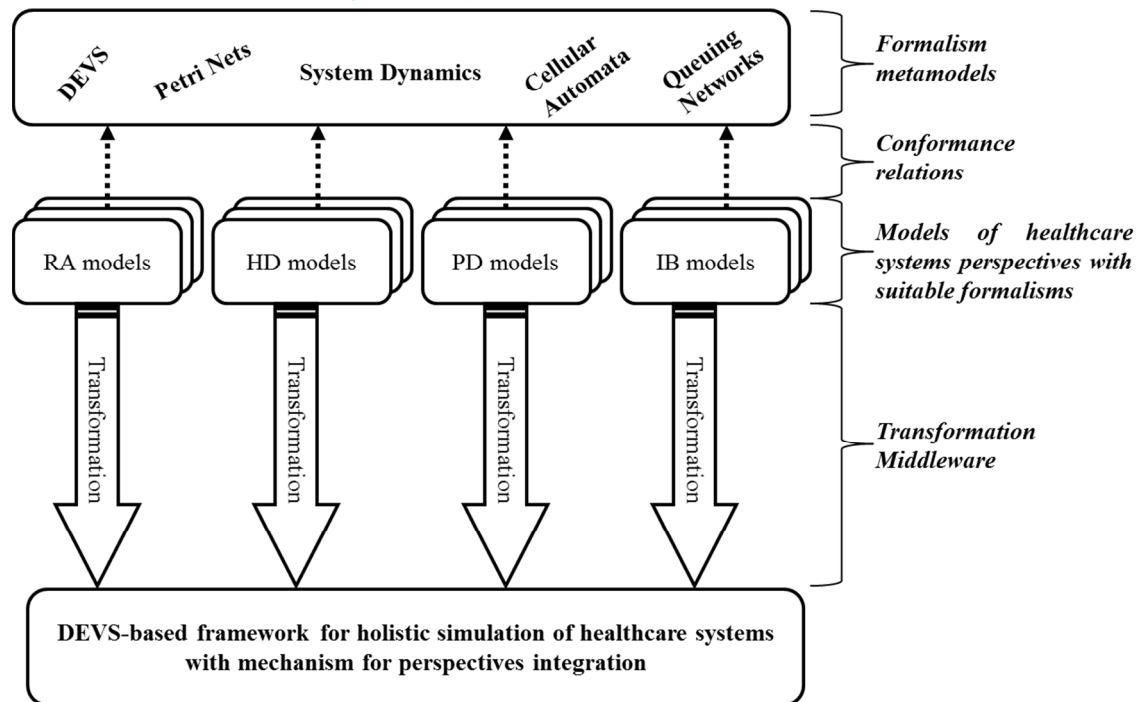 DEVS
Petri Nets
System Dynamics
Cellular
Automata
Queuing
Networks
Formalism
metamodels
Conformance
relations
RA models
HD models
PD models
IB models
Models of healthcare
systems perspectives with
suitable formalisms
Transformation
Transformation
Transformation
Transformation
Transformation
Middleware
DEVS-based framework for holistic simulation of healthcare systems
with mechanism for perspectives integration